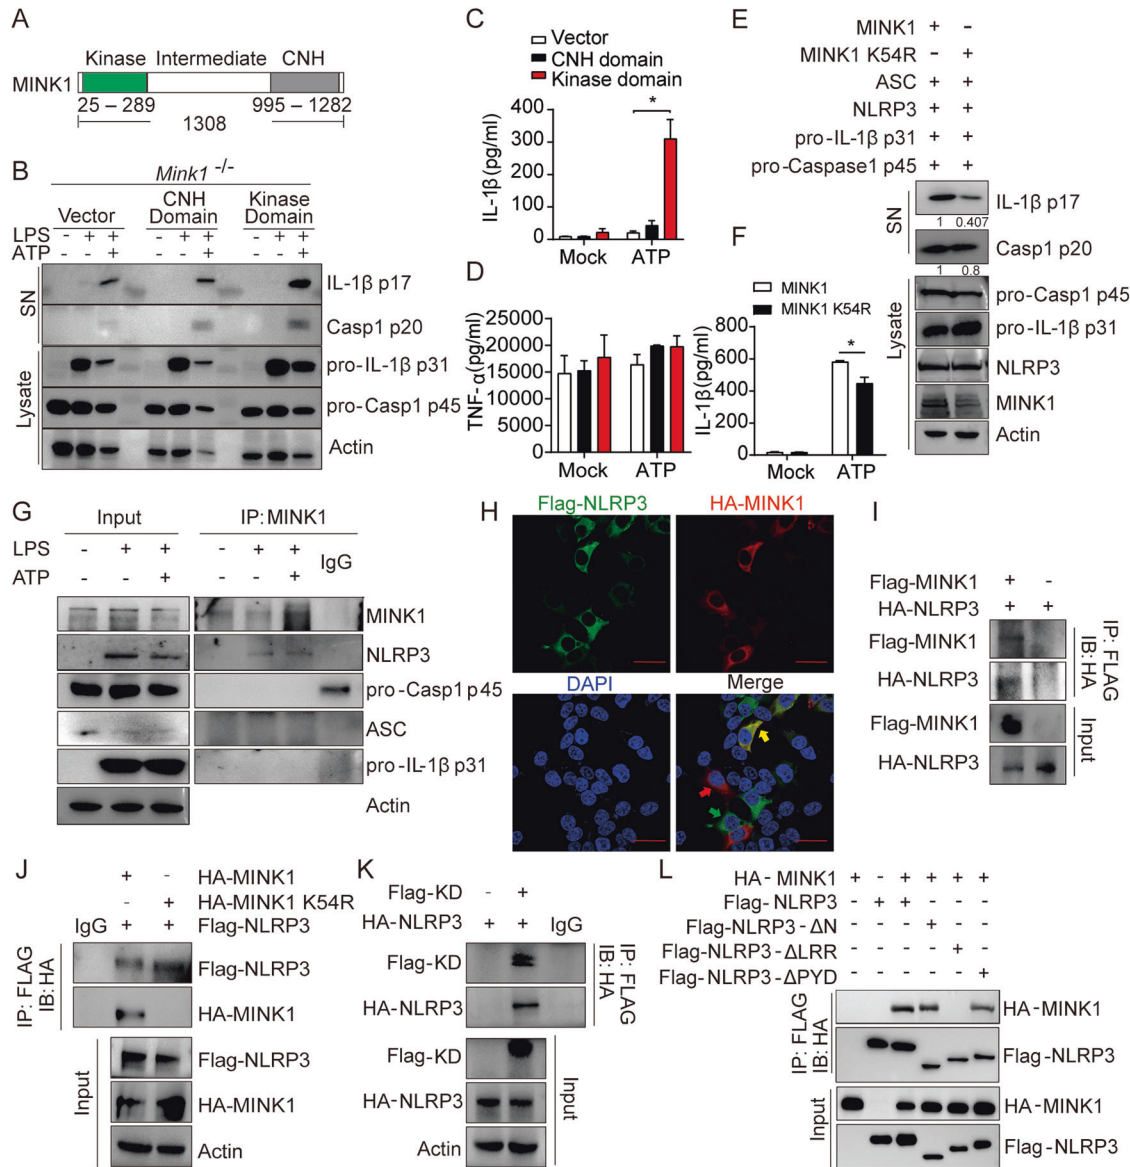 A
Kinase Intermediate CNH
MINK1
25 – 289 995 – 1282
1308
B
Mink1 -/-
Vector CNH Domain Kinase Domain
LPS - + + - + + - + +
ATP - - + - - + - - +
SN
IL-1β p17
Casp1 p20
Lysate
pro-IL-1β p31
pro-Casp1 p45
Actin
C
Vector
CNH domain
Kinase domain
IL-1β(pg/ml)
400
300
200
100
0
*
Mock ATP
D
TNF-α(pg/ml)
25000
20000
15000
10000
5000
0
Mock ATP
E
MINK1 + -
MINK1 K54R - +
ASC + +
NLRP3 + +
pro-IL-1β p31 + +
pro-Caspase1 p45 + +
SN
IL-1β p17
1 0.407
Casp1 p20
1 0.8
Lysate
pro-Casp1 p45
pro-IL-1β p31
NLRP3
MINK1
Actin
F
MINK1
MINK1 K54R
IL-1β(pg/ml)
800
600
400
200
0
*
Mock ATP
G
Input IP:MINK1
LPS - + + - + + IgG
ATP - - + - - +
MINK1
NLRP3
pro-Casp1 p45
ASC
pro-IL-1β p31
Actin
H
Flag-NLRP3 HA-MINK1
DAPI Merge
I
Flag-MINK1 + -
HA-NLRP3 + +
Flag-MINK1
HA-NLRP3
IP: FLAG
IB:HA
Flag-MINK1
HA-NLRP3
Input
J
+ - HA-MINK1
- + HA-MINK1 K54R
IgG + + Flag-NLRP3
IP: FLAG
IB:HA
Flag-NLRP3
HA-MINK1
Input
Flag-NLRP3
HA-MINK1
Actin
K
Flag-KD - +
HA-NLRP3 + + IgG
Flag-KD
HA-NLRP3
IP: FLAG
IB:HA
Flag-KD
HA-NLRP3
Actin
Input
L
HA-MINK1 + - + + + +
Flag-NLRP3 - + + - - -
Flag-NLRP3-ΔN - - - + - -
Flag-NLRP3-ΔLRR - - - - + -
Flag-NLRP3-ΔPYD - - - - - +
IP: FLAG
IB:HA
HA-MINK1
Flag-NLRP3
Input
HA-MINK1
Flag-NLRP3